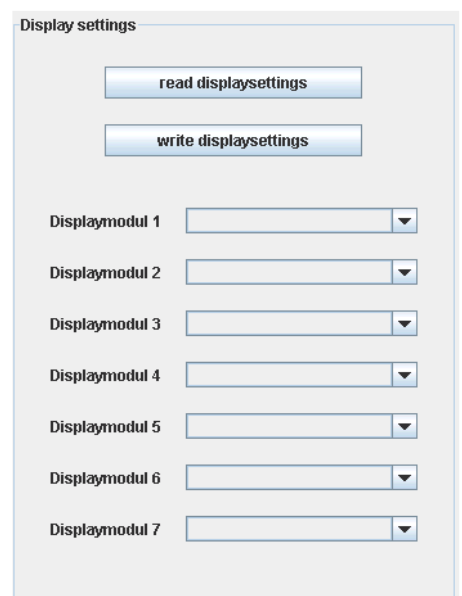 Display settings
read displaysettings
write displaysettings
Displaymodul 1
Displaymodul 2
Displaymodul 3
Displaymodul 4
Displaymodul 5
Displaymodul 6
Displaymodul 7